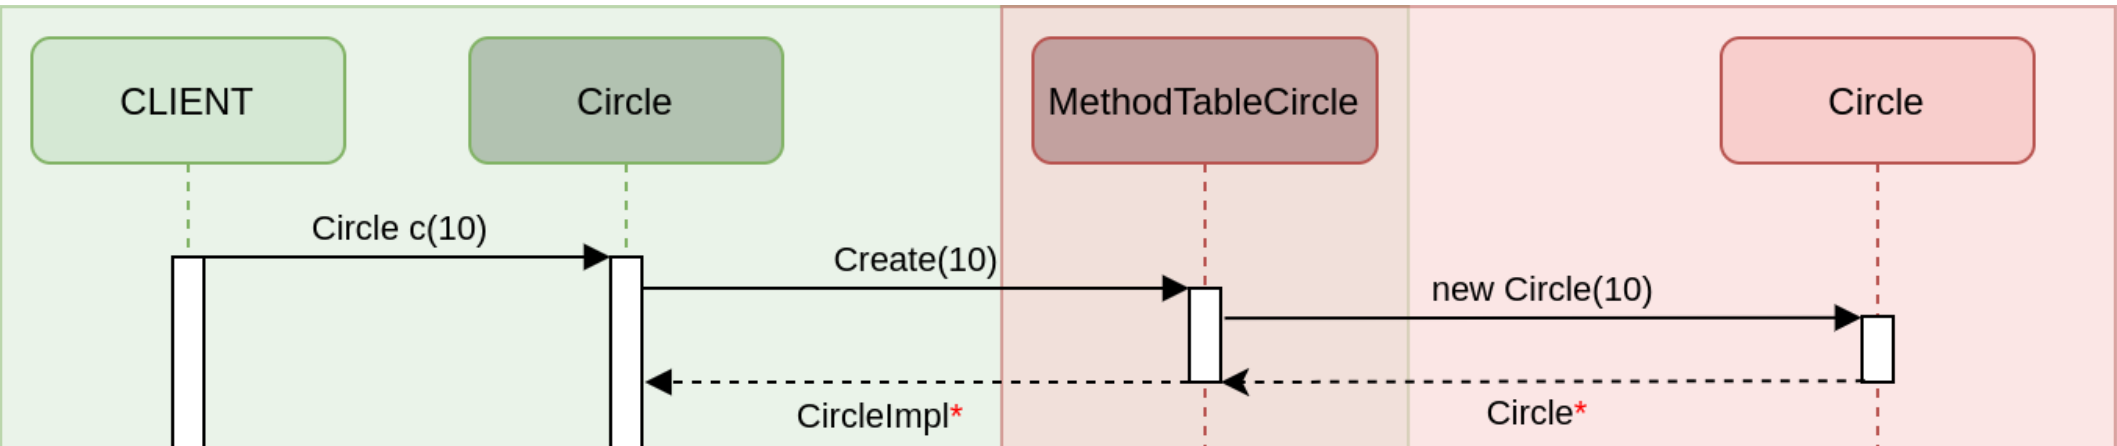 CLIENT
Circle
MethodTableCircle
Circle
Circle c(10)
Create(10)
new Circle(10)
CircleImpl*
Circle*